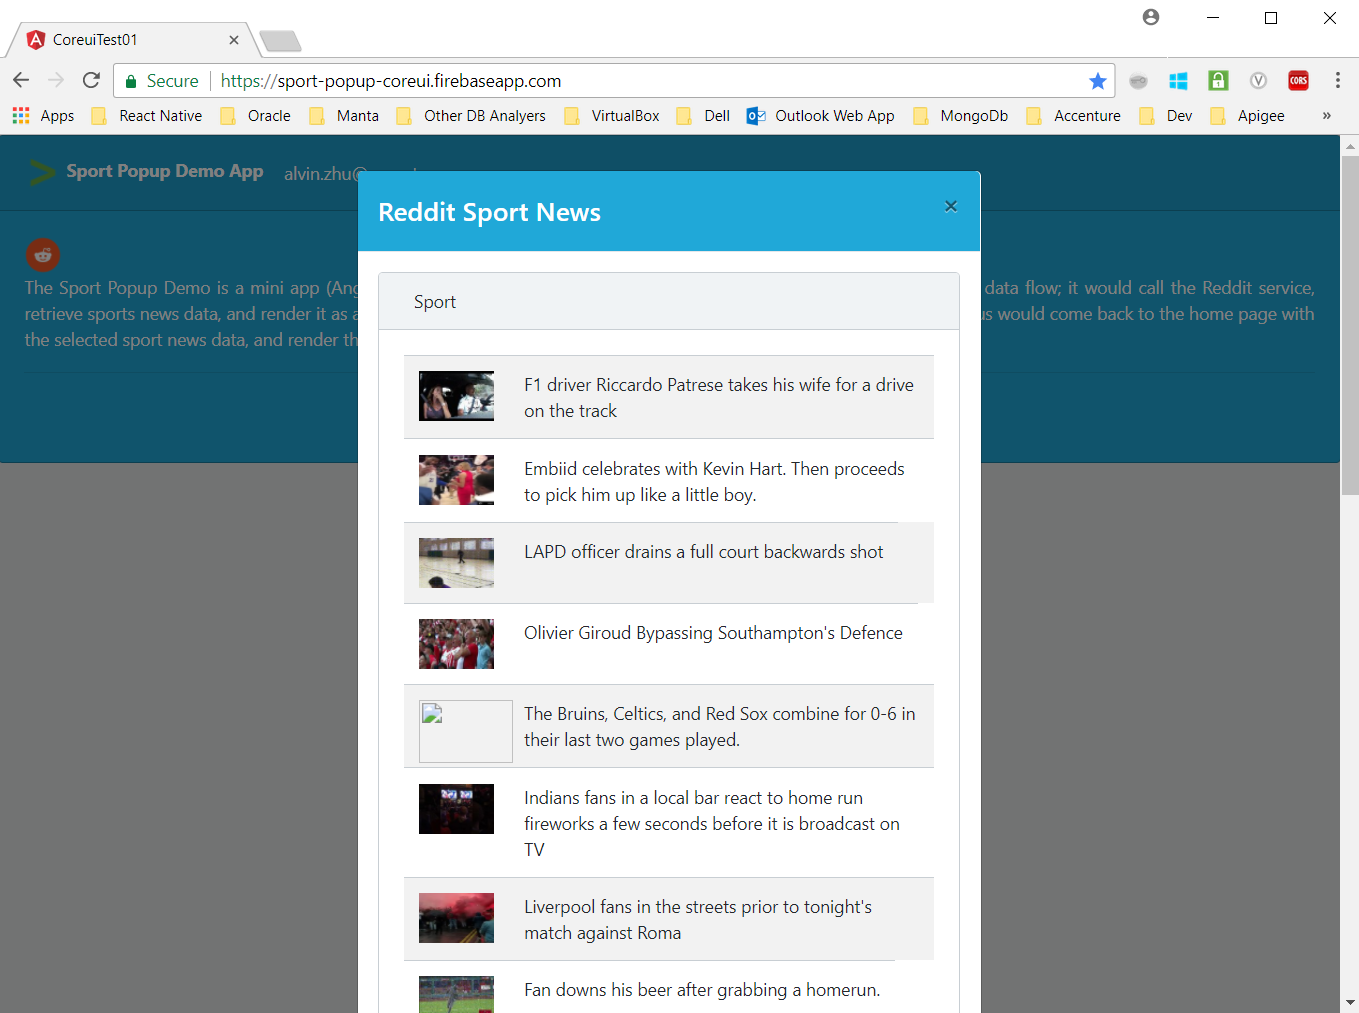 CoreuiTest01
Secure https://sport-popup-coreui.firebaseapp.com
V
CORS
Apps React Native Oracle Manta Other DB Analyers VirtualBox Dell Outlook Web App MongoDb Accenture Dev Apigee »
Sport Popup Demo App alvin.zhu@
Reddit Sport News
The Sport Popup Demo is a mini app
data flow; it would call the Reddit service,
retrieve sports news data, and render it as a
would come back to the home page with
the selected sport news data, and render
Sport
F1 driver Riccardo Patrese takes his wife for a drive
on the track
Embiid celebrates with Kevin Hart. Then proceeds
to pick him up like a little boy.
LAPD officer drains a full court backwards shot
Olivier Giroud Bypassing Southampton's Defence
The Bruins, Celtics, and Red Sox combine for 0-6 in
their last two games played.
Indians fans in a local bar react to home run
fireworks a few seconds before it is broadcast on
TV
Liverpool fans in the streets prior to tonight's
match against Roma
Fan downs his beer after grabbing a homerun.